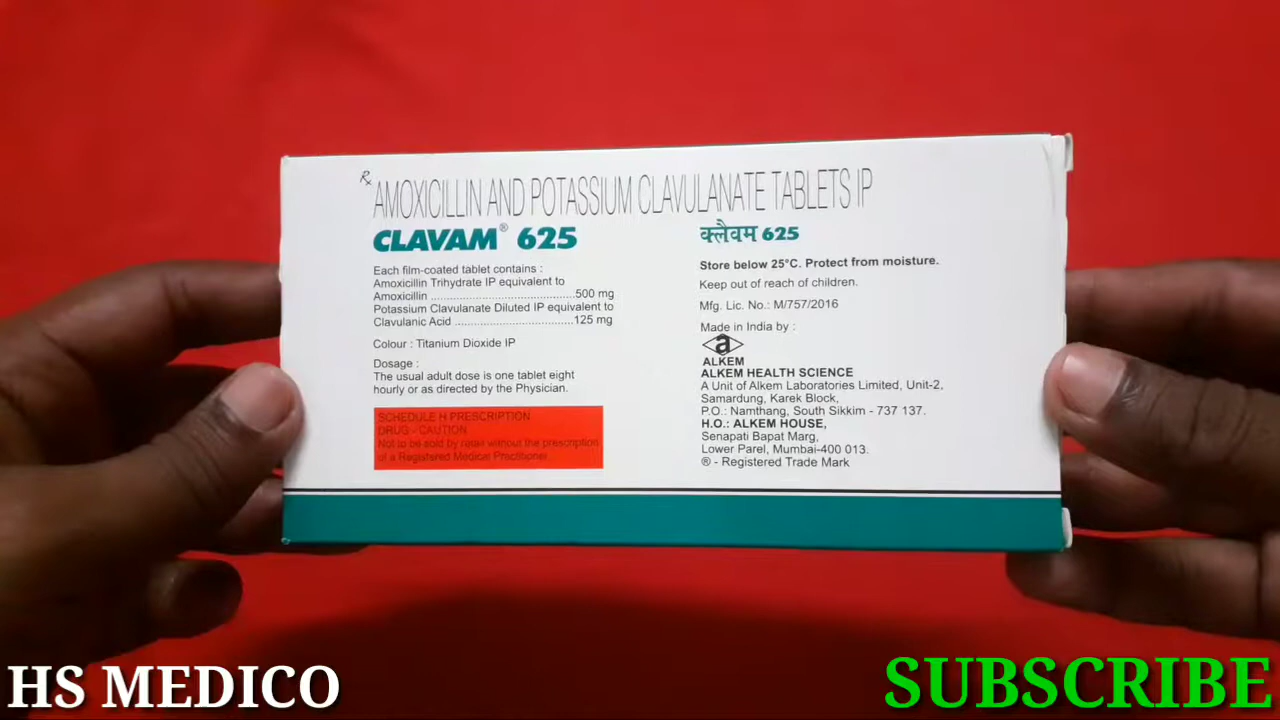 Rx AMOXICILLIN AND POTASSIUM CLAVULANATE TABLETS IP
CLAVAM® 625
Each film-coated tablet contains :
Amoxicillin Trihydrate IP equivalent to
Amoxicillin ......................................500 mg
Potassium Clavulanate Diluted IP equivalent to
Clavulanic Acid ...............................125 mg
Colour : Titanium Dioxide IP
Dosage :
The usual adult dose is one tablet eight
hourly or as directed by the Physician.
SCHEDULE H PRESCRIPTION
DRUG - CAUTION
Not to be sold by retail without the prescription
of a Registered Medical Practitioner.
क्लैवम 625
Store below 25°C. Protect from moisture.
Keep out of reach of children.
Mfg. Lic. No.: M/757/2016
Made in India by :
a
ALKEM
ALKEM HEALTH SCIENCE
A Unit of Alkem Laboratories Limited, Unit-2,
Samardung, Karek Block,
P.O.: Namthang, South Sikkim - 737 137.
H.O.: ALKEM HOUSE,
Senapati Bapat Marg,
Lower Parel, Mumbai-400 013.
® - Registered Trade Mark
HS MEDICO
SUBSCRIBE